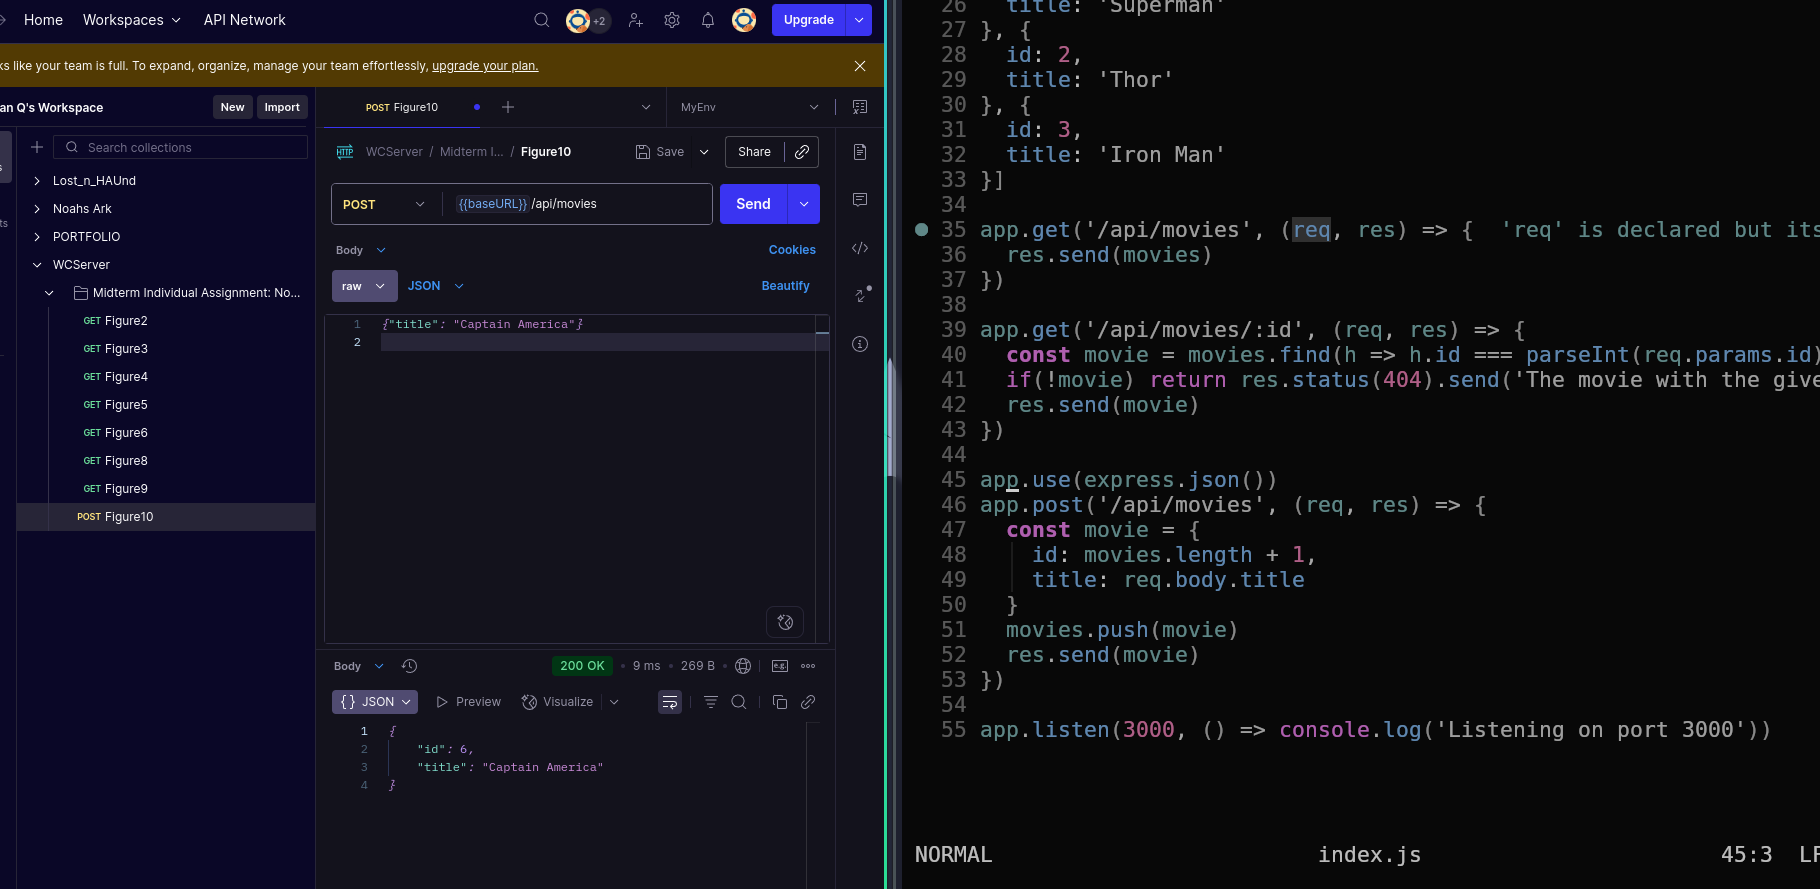 Home
Workspaces
API Network
+2
Upgrade
ks like your team is full. To expand, organize, manage your team effortlessly, upgrade your plan.
an Q's Workspace
New
Import
POST Figure10
MyEnv
Search collections
WCServer / Midterm I... / Figure10
Save
Share
Lost_n_HAUnd
Noahs Ark
PORTFOLIO
WCServer
Midterm Individual Assignment: No...
GET Figure2
GET Figure3
GET Figure4
GET Figure5
GET Figure6
GET Figure8
GET Figure9
POST Figure10
s
ts
HTTP
POST
{{baseURL}} /api/movies
Send
Body
Cookies
raw
JSON
Beautify
1 {"title": "Captain America"}
2
Body
200 OK • 9 ms • 269 B •
e.g.
{} JSON
Preview
Visualize
1 {
2 "id": 6,
3 "title": "Captain America"
4 }
26 title: 'Superman'
27 }, {
28 id: 2,
29 title: 'Thor'
30 }, {
31 id: 3,
32 title: 'Iron Man'
33 }]
34
35 app.get('/api/movies', (req, res) => { 'req' is declared but its
36 res.send(movies)
37 })
38
39 app.get('/api/movies/:id', (req, res) => {
40 const movie = movies.find(h => h.id === parseInt(req.params.id)
41 if(!movie) return res.status(404).send('The movie with the give
42 res.send(movie)
43 })
44
45 app.use(express.json())
46 app.post('/api/movies', (req, res) => {
47 const movie = {
48 id: movies.length + 1,
49 title: req.body.title
50 }
51 movies.push(movie)
52 res.send(movie)
53 })
54
55 app.listen(3000, () => console.log('Listening on port 3000'))
NORMAL
index.js
45:3
LF